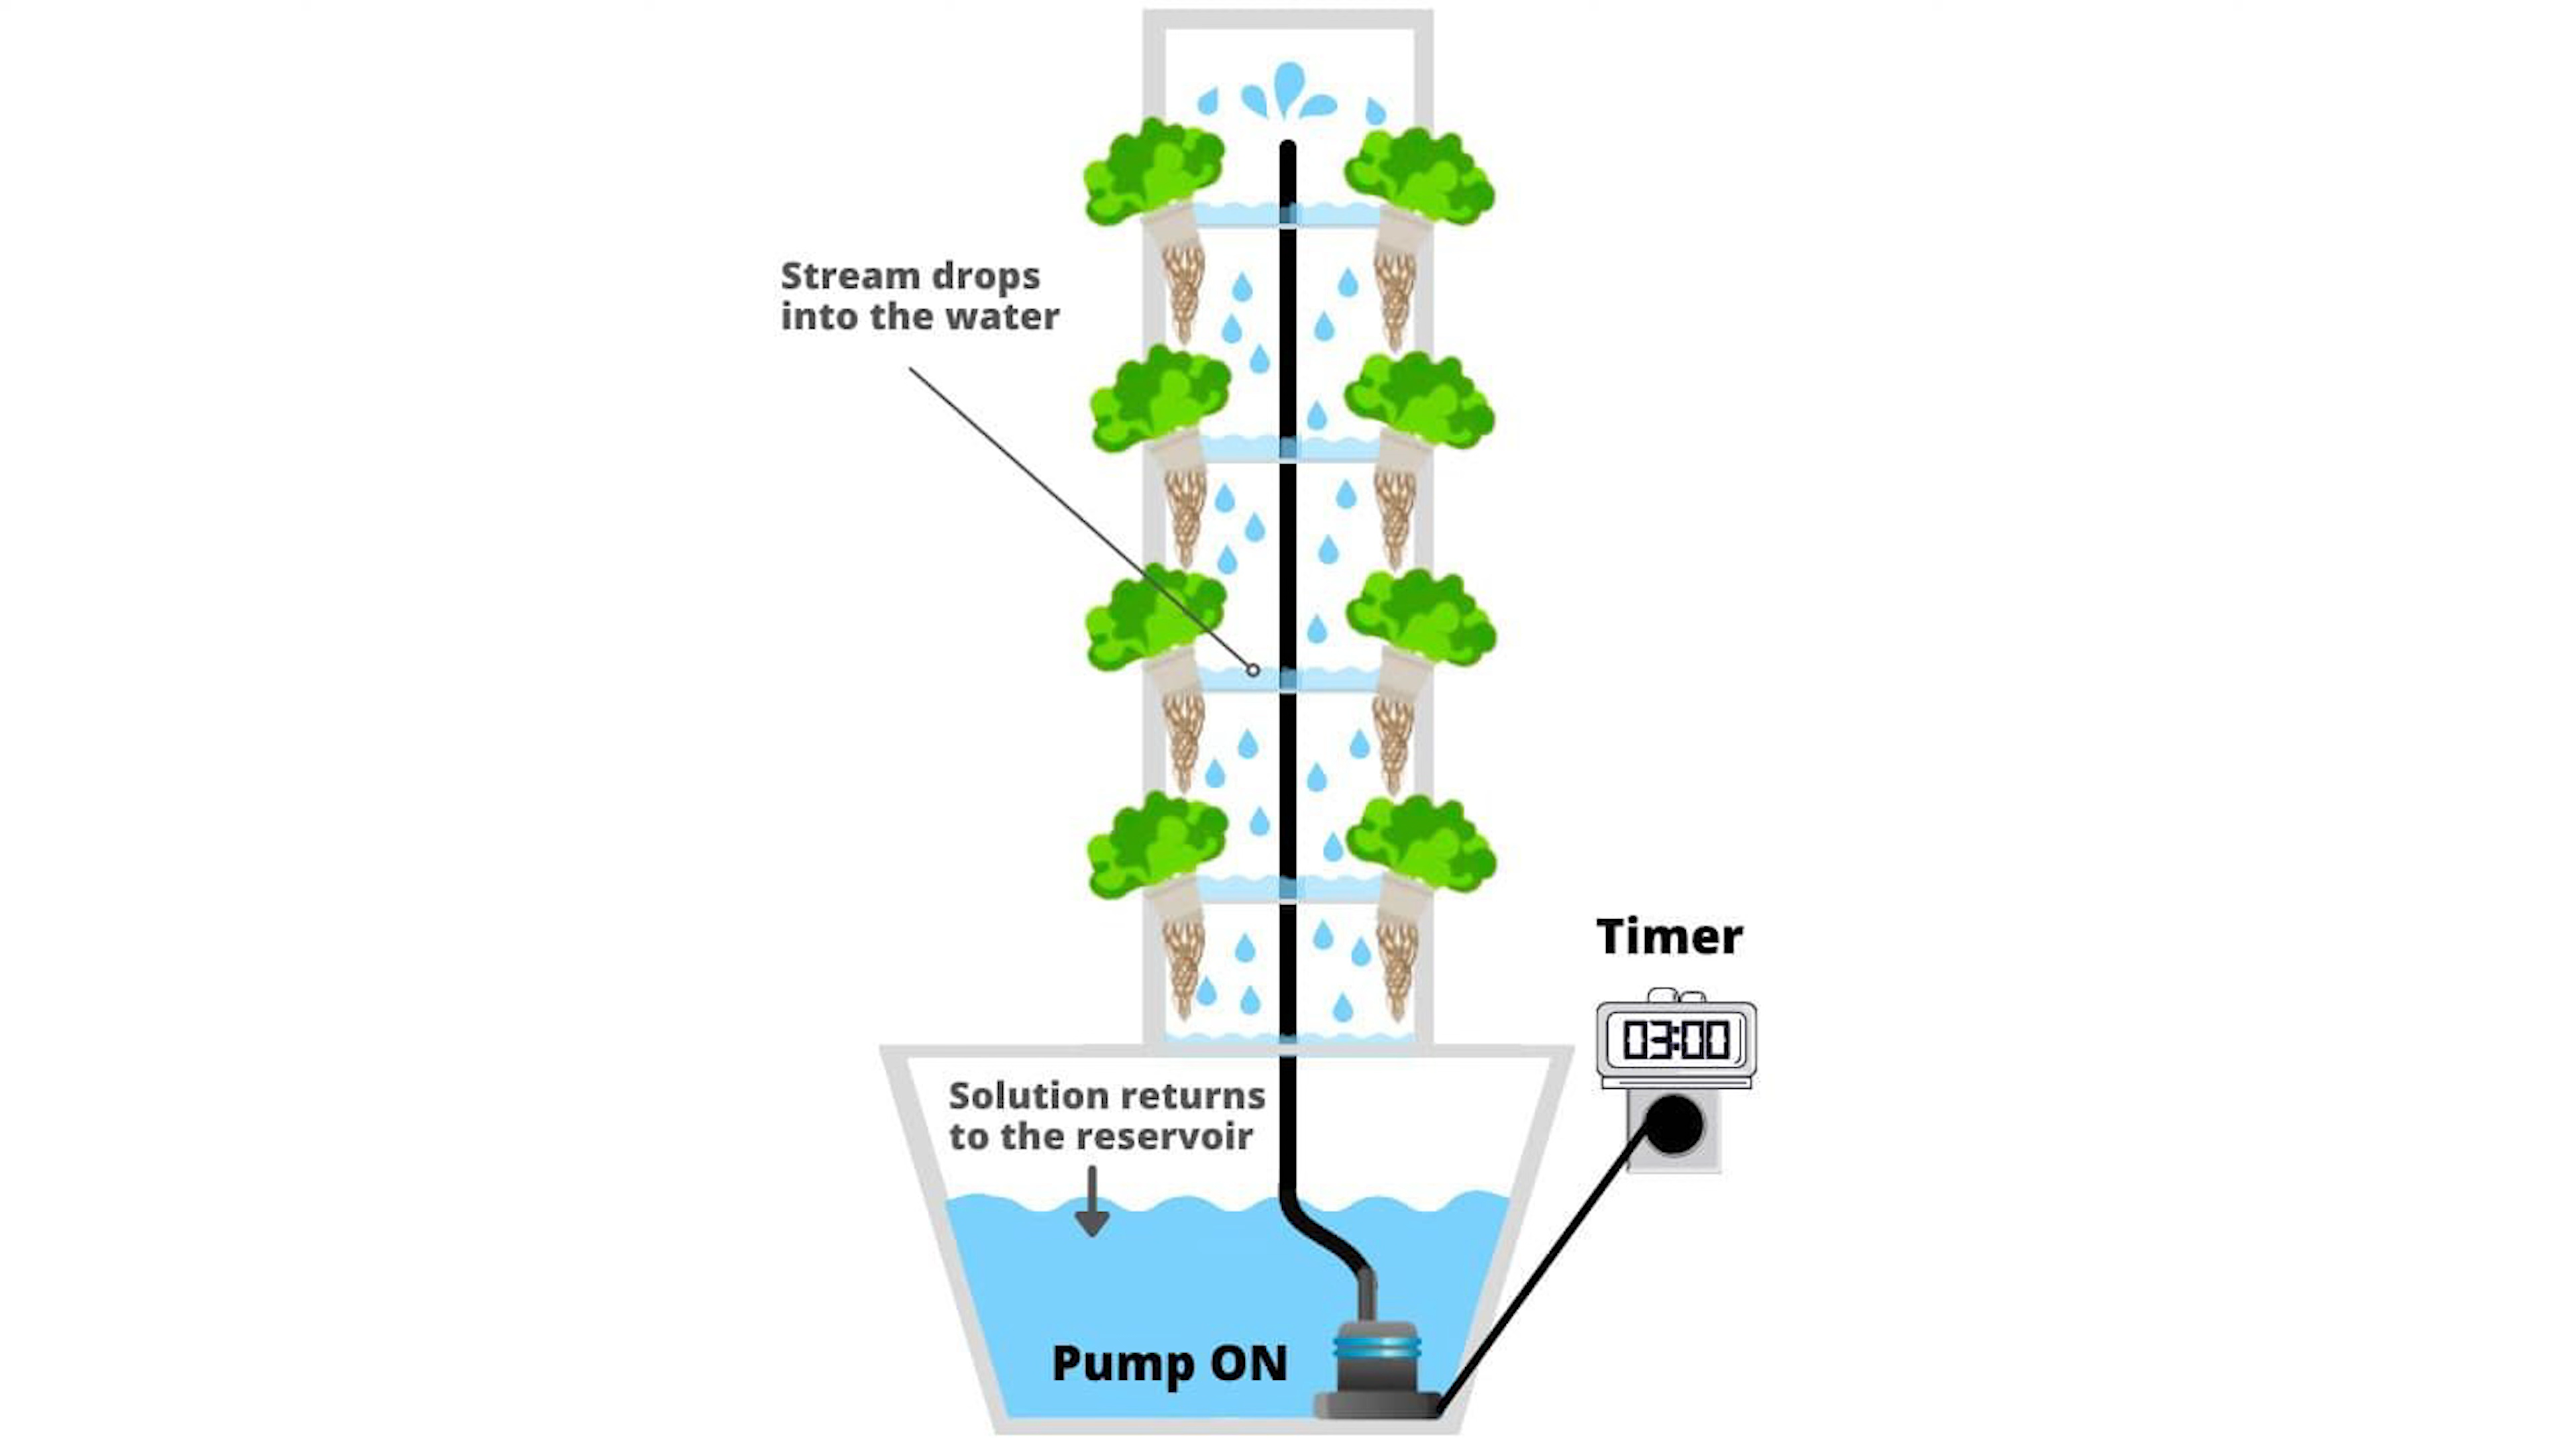 Stream drops
into the water
Timer
03:00
Solution returns
to the reservoir
Pump ON